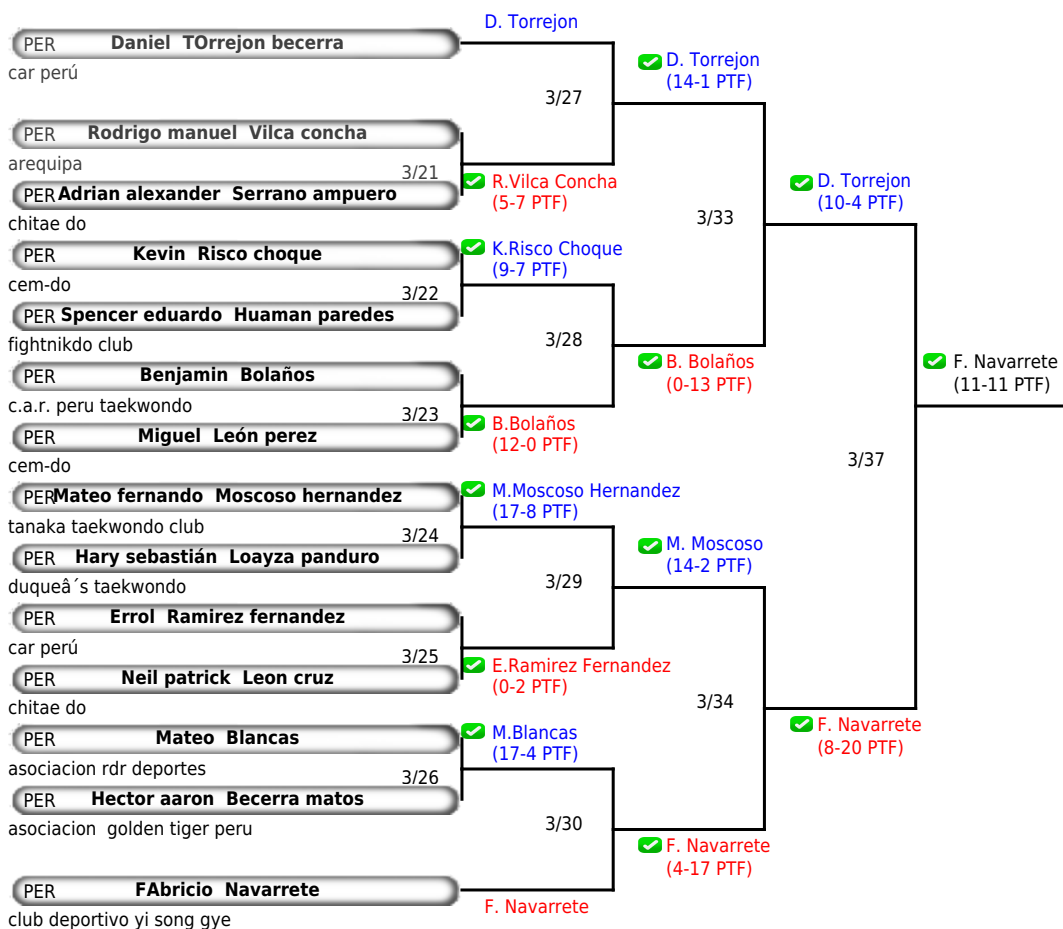 D. Torrejon
PER Daniel TOrrejon becerra
car perú
D. Torrejon
(14-1 PTF)
3/27
PER Rodrigo manuel Vilca concha
arequipa
3/21
PER Adrian alexander Serrano ampuero
chitae do
R.Vilca Concha
(5-7 PTF)
D. Torrejon
(10-4 PTF)
3/33
PER Kevin Risco choque
cem-do
K.Risco Choque
(9-7 PTF)
3/22
PER Spencer eduardo Huaman paredes
fightnikdo club
3/28
B. Bolaños
(0-13 PTF)
F. Navarrete
(11-11 PTF)
PER Benjamin Bolaños
c.a.r. peru taekwondo
3/23
PER Miguel León perez
cem-do
B.Bolaños
(12-0 PTF)
3/37
PER Mateo fernando Moscoso hernandez
tanaka taekwondo club
M.Moscoso Hernandez
(17-8 PTF)
3/24
PER Hary sebastián Loayza panduro
duqueâ´s taekwondo
M. Moscoso
(14-2 PTF)
3/29
PER Errol Ramirez fernandez
car perú
3/25
PER Neil patrick Leon cruz
chitae do
E.Ramirez Fernandez
(0-2 PTF)
3/34
F. Navarrete
(8-20 PTF)
PER Mateo Blancas
asociacion rdr deportes
M.Blancas
(17-4 PTF)
3/26
PER Hector aaron Becerra matos
asociacion golden tiger peru
3/30
F. Navarrete
(4-17 PTF)
PER FAbricio Navarrete
club deportivo yi song gye
F. Navarrete